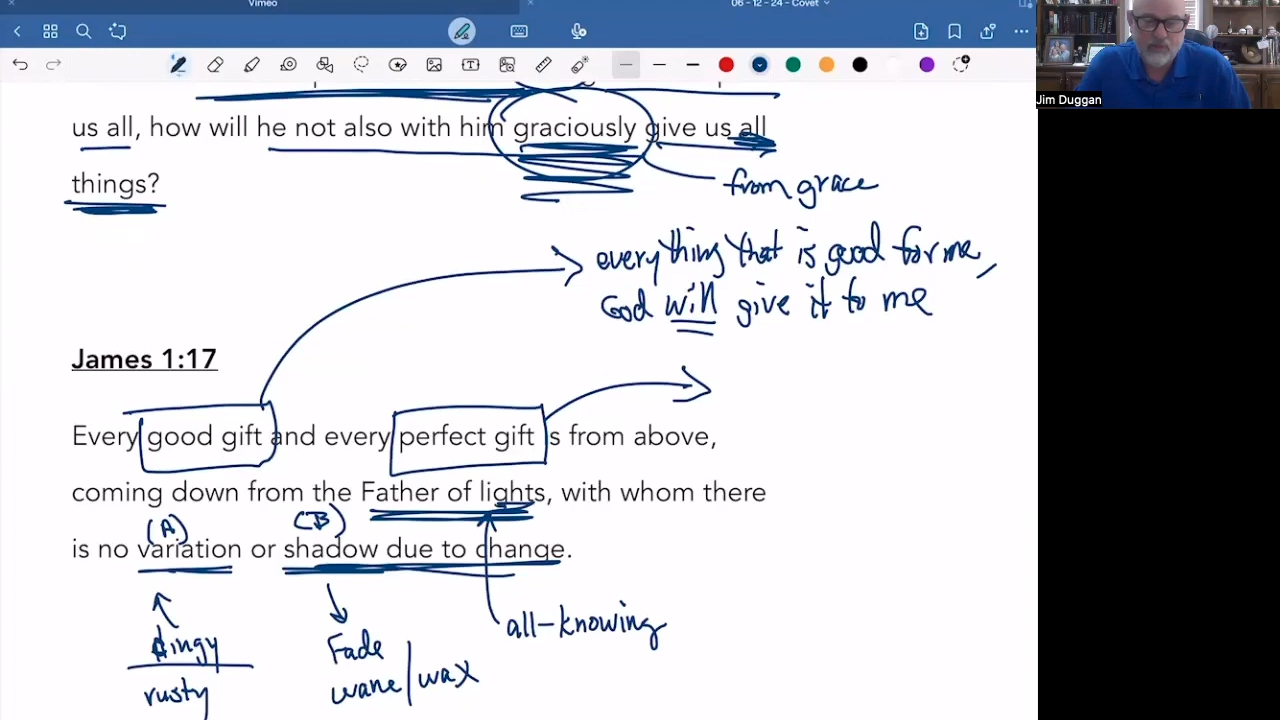 Vimeo
06 - 12 - 24 - Covet
Jim Duggan
us all, how will he not also with him graciously give us all
things?
from grace
everything that is good for me,
God will give it to me
James 1:17
Every good gift and every perfect gift is from above,
coming down from the Father of lights, with whom there
(A) (B)
is no variation or shadow due to change.
all-knowing
dingy
rusty
Fade
wane/wax